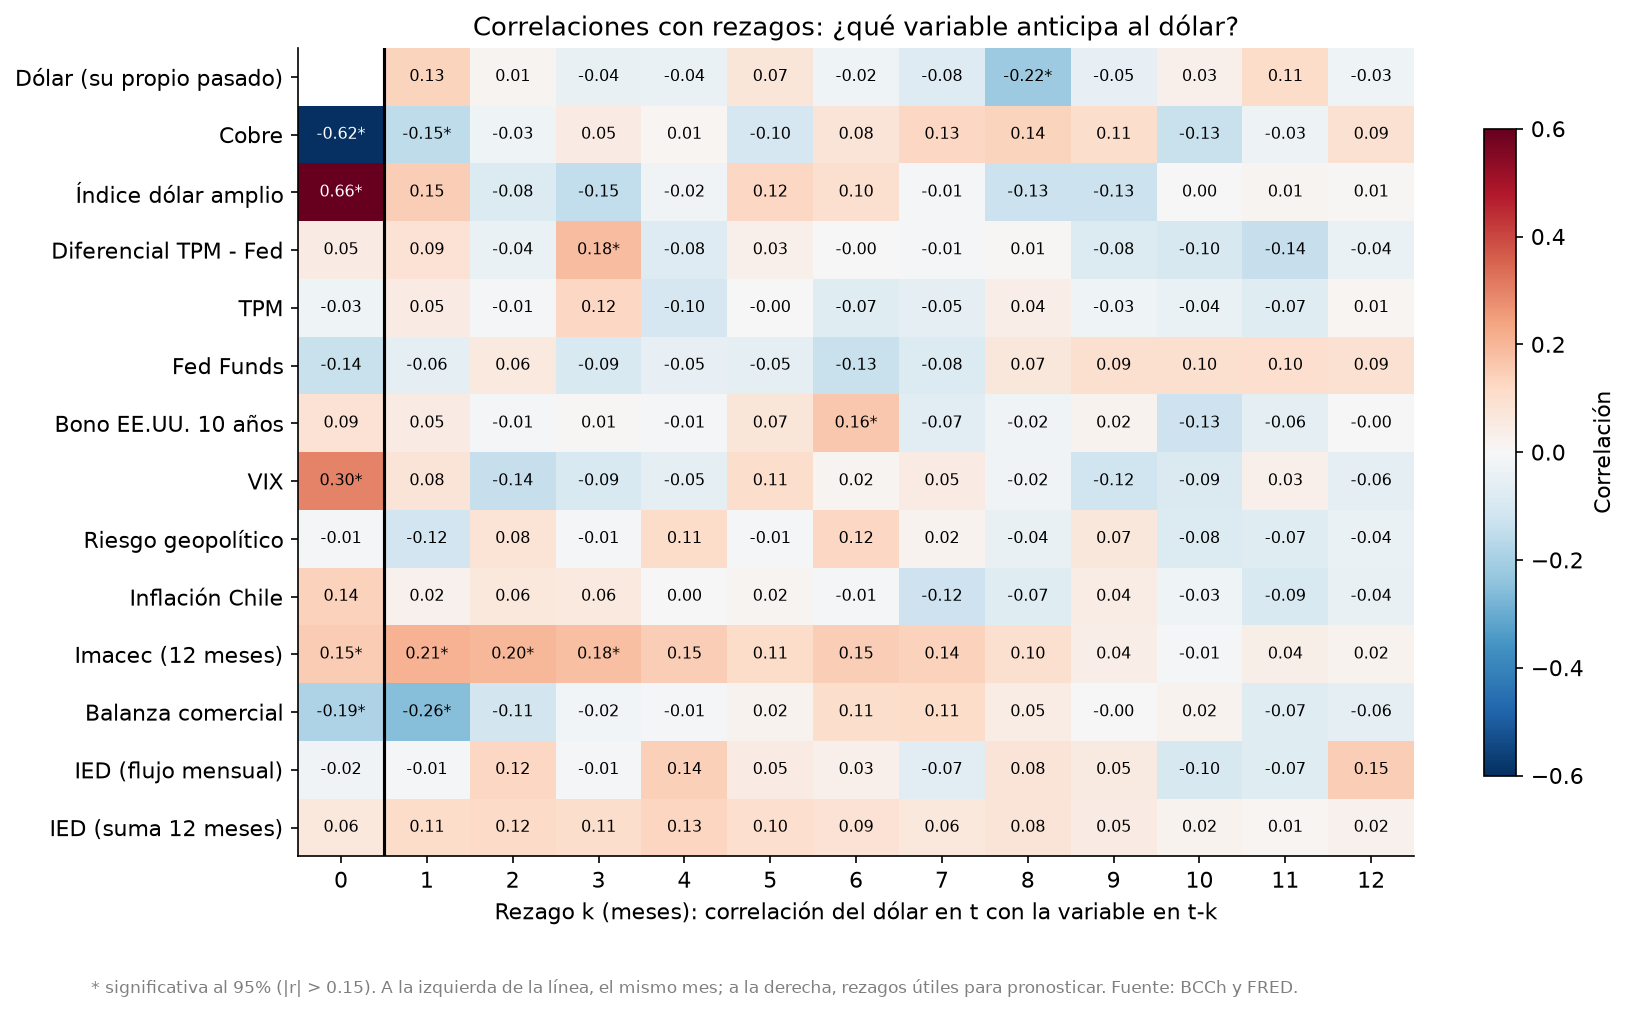 Correlaciones con rezagos: ¿qué variable anticipa al dólar?
Dólar (su propio pasado) 0.13 0.01 -0.04 -0.04 0.07 -0.02 -0.08 -0.22* -0.05 0.03 0.11 -0.03
Cobre -0.62* -0.15* -0.03 0.05 0.01 -0.10 0.08 0.13 0.14 0.11 -0.13 -0.03 0.09
Índice dólar amplio 0.66* 0.15 -0.08 -0.15 -0.02 0.12 0.10 -0.01 -0.13 -0.13 0.00 0.01 0.01
Diferencial TPM - Fed 0.05 0.09 -0.04 0.18* -0.08 0.03 -0.00 -0.01 0.01 -0.08 -0.10 -0.14 -0.04
TPM -0.03 0.05 -0.01 0.12 -0.10 -0.00 -0.07 -0.05 0.04 -0.03 -0.04 -0.07 0.01
Fed Funds -0.14 -0.06 0.06 -0.09 -0.05 -0.05 -0.13 -0.08 0.07 0.09 0.10 0.10 0.09
Bono EE.UU. 10 años 0.09 0.05 -0.01 0.01 -0.01 0.07 0.16* -0.07 -0.02 0.02 -0.13 -0.06 -0.00
VIX 0.30* 0.08 -0.14 -0.09 -0.05 0.11 0.02 0.05 -0.02 -0.12 -0.09 0.03 -0.06
Riesgo geopolítico -0.01 -0.12 0.08 -0.01 0.11 -0.01 0.12 0.02 -0.04 0.07 -0.08 -0.07 -0.04
Inflación Chile 0.14 0.02 0.06 0.06 0.00 0.02 -0.01 -0.12 -0.07 0.04 -0.03 -0.09 -0.04
Imacec (12 meses) 0.15* 0.21* 0.20* 0.18* 0.15 0.11 0.15 0.14 0.10 0.04 -0.01 0.04 0.02
Balanza comercial -0.19* -0.26* -0.11 -0.02 -0.01 0.02 0.11 0.11 0.05 -0.00 0.02 -0.07 -0.06
IED (flujo mensual) -0.02 -0.01 0.12 -0.01 0.14 0.05 0.03 -0.07 0.08 0.05 -0.10 -0.07 0.15
IED (suma 12 meses) 0.06 0.11 0.12 0.11 0.13 0.10 0.09 0.06 0.08 0.05 0.02 0.01 0.02
0 1 2 3 4 5 6 7 8 9 10 11 12
Rezago k (meses): correlación del dólar en t con la variable en t-k
0.6
0.4
0.2
0.0
−0.2
−0.4
−0.6
Correlación
* significativa al 95% (|r| > 0.15). A la izquierda de la línea, el mismo mes; a la derecha, rezagos útiles para pronosticar. Fuente: BCCh y FRED.